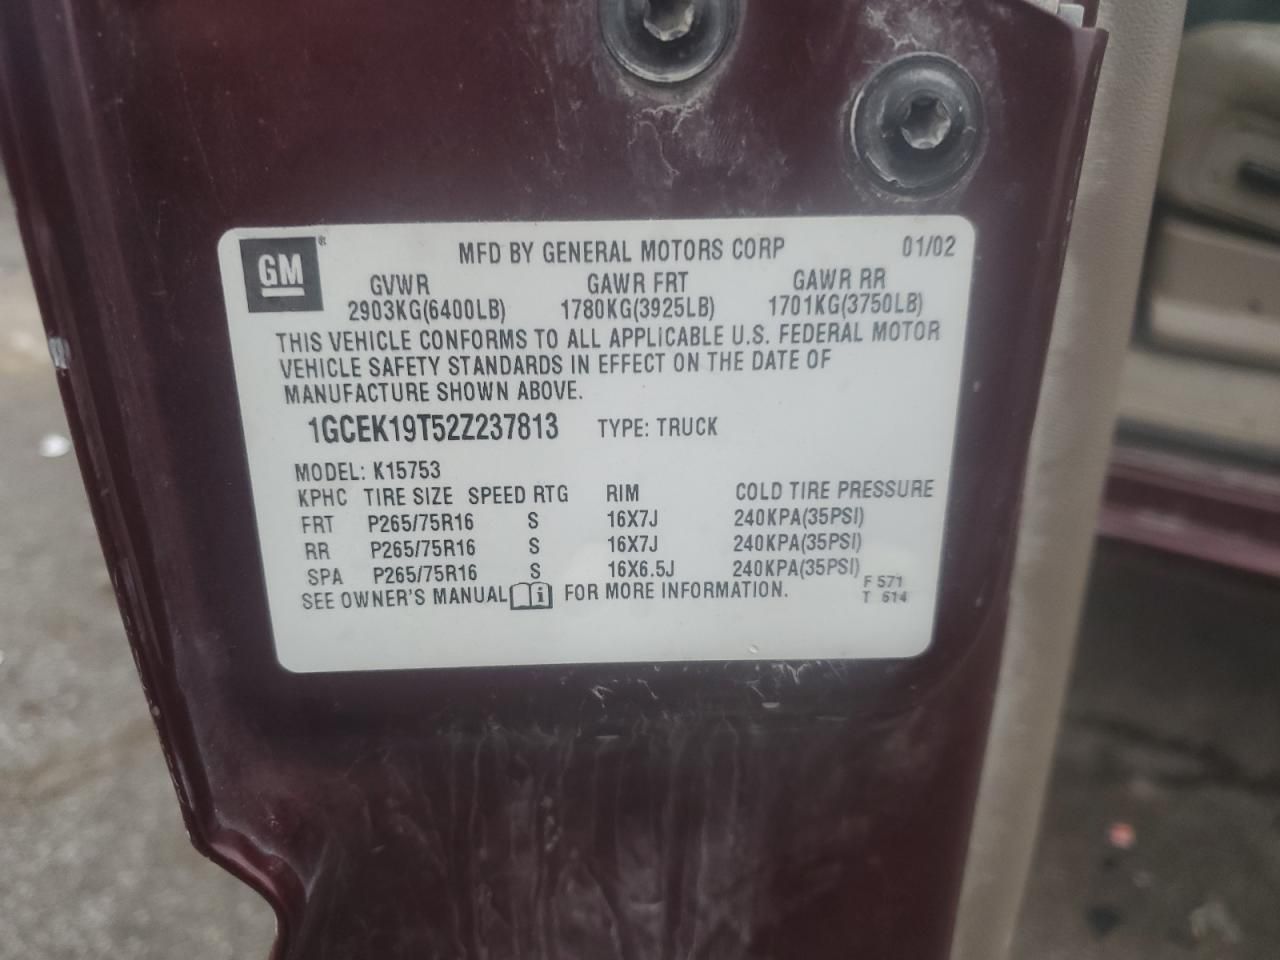 GM®
MFD BY GENERAL MOTORS CORP 01/02
GVWR GAWR FRT GAWR RR
2903KG(6400LB) 1780KG(3925LB) 1701KG(3750LB)
THIS VEHICLE CONFORMS TO ALL APPLICABLE U.S. FEDERAL MOTOR
VEHICLE SAFETY STANDARDS IN EFFECT ON THE DATE OF
MANUFACTURE SHOWN ABOVE.
1GCEK19T52Z237813 TYPE: TRUCK
MODEL: K15753
KPHC TIRE SIZE SPEED RTG RIM COLD TIRE PRESSURE
FRT P265/75R16 S 16X7J 240KPA(35PSI)
RR P265/75R16 S 16X7J 240KPA(35PSI)
SPA P265/75R16 S 16X6.5J 240KPA(35PSI)
SEE OWNER'S MANUAL i FOR MORE INFORMATION.
F 571
T 614